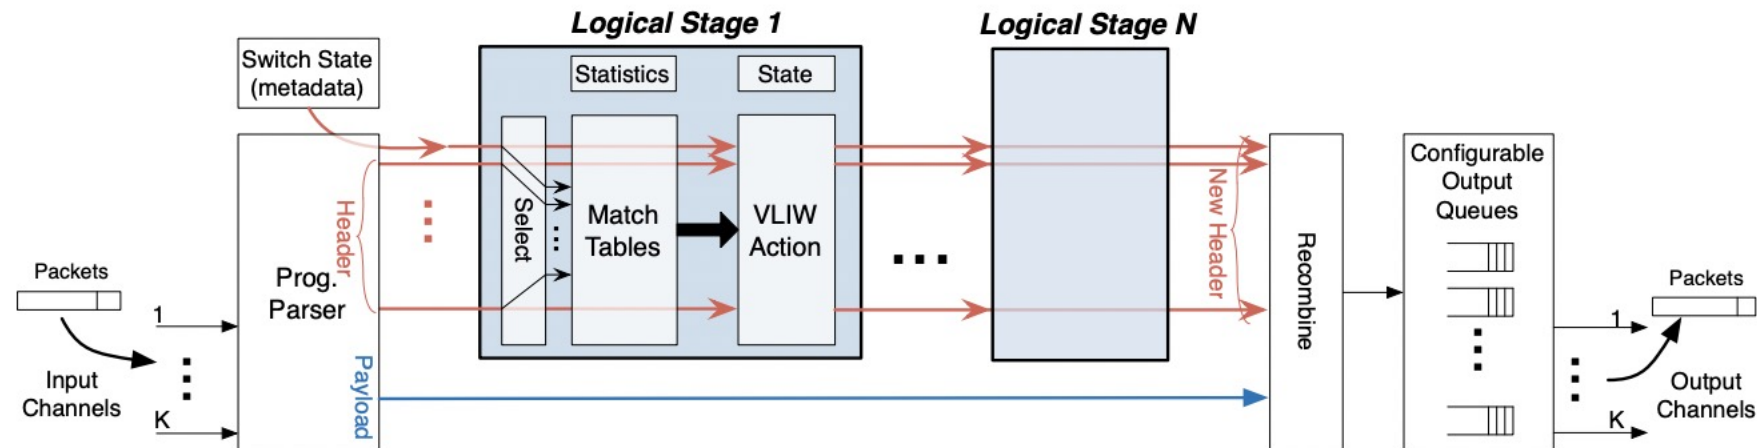 Logical Stage 1
Logical Stage N
Switch State
(metadata)
Statistics
State
Select
Match
Tables
VLIW
Action
Header
Prog.
Parser
Payload
Packets
1
K
Input
Channels
New Header
Recombine
Configurable
Output
Queues
Packets
1
K
Output
Channels